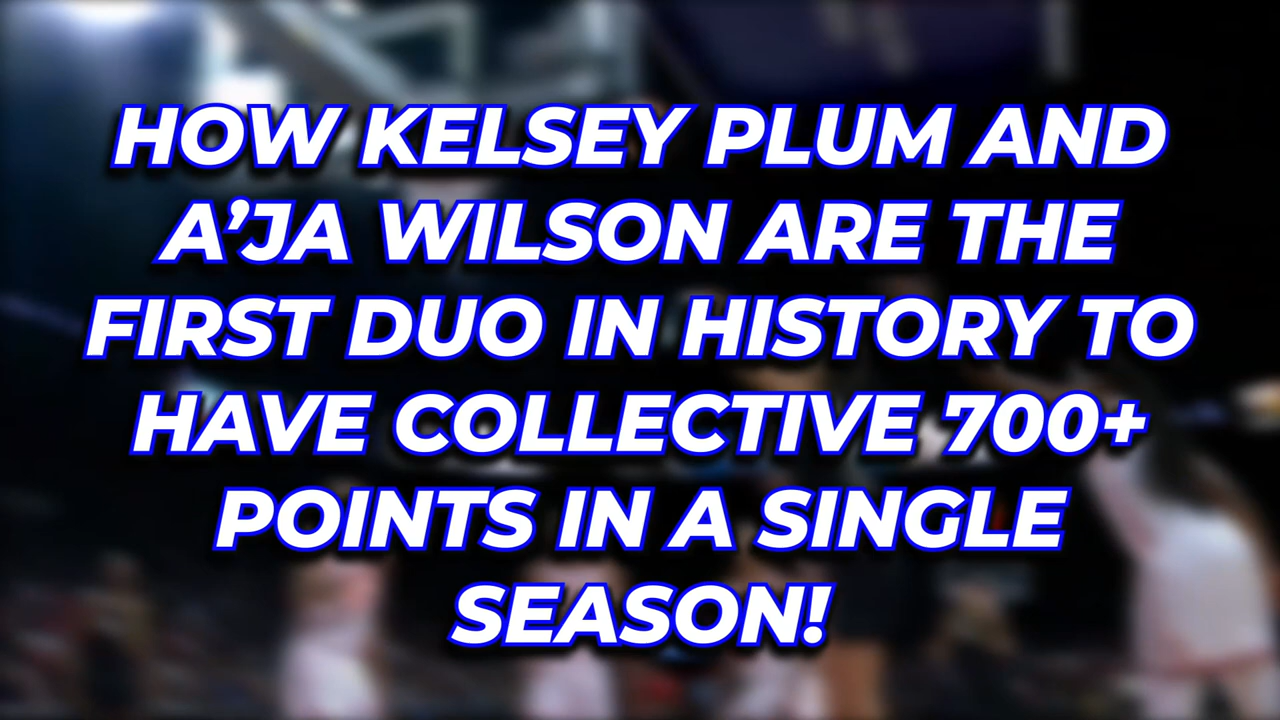 HOW KELSEY PLUM AND
A’JA WILSON ARE THE
FIRST DUO IN HISTORY TO
HAVE COLLECTIVE 700+
POINTS IN A SINGLE
SEASON!